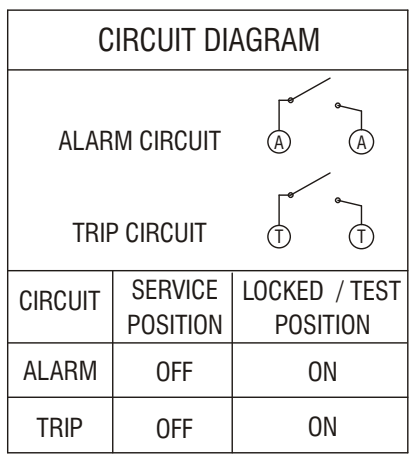 CIRCUIT DIAGRAM
ALARM CIRCUIT A A
TRIP CIRCUIT T T
CIRCUIT SERVICE POSITION LOCKED / TEST POSITION
ALARM OFF ON
TRIP OFF ON